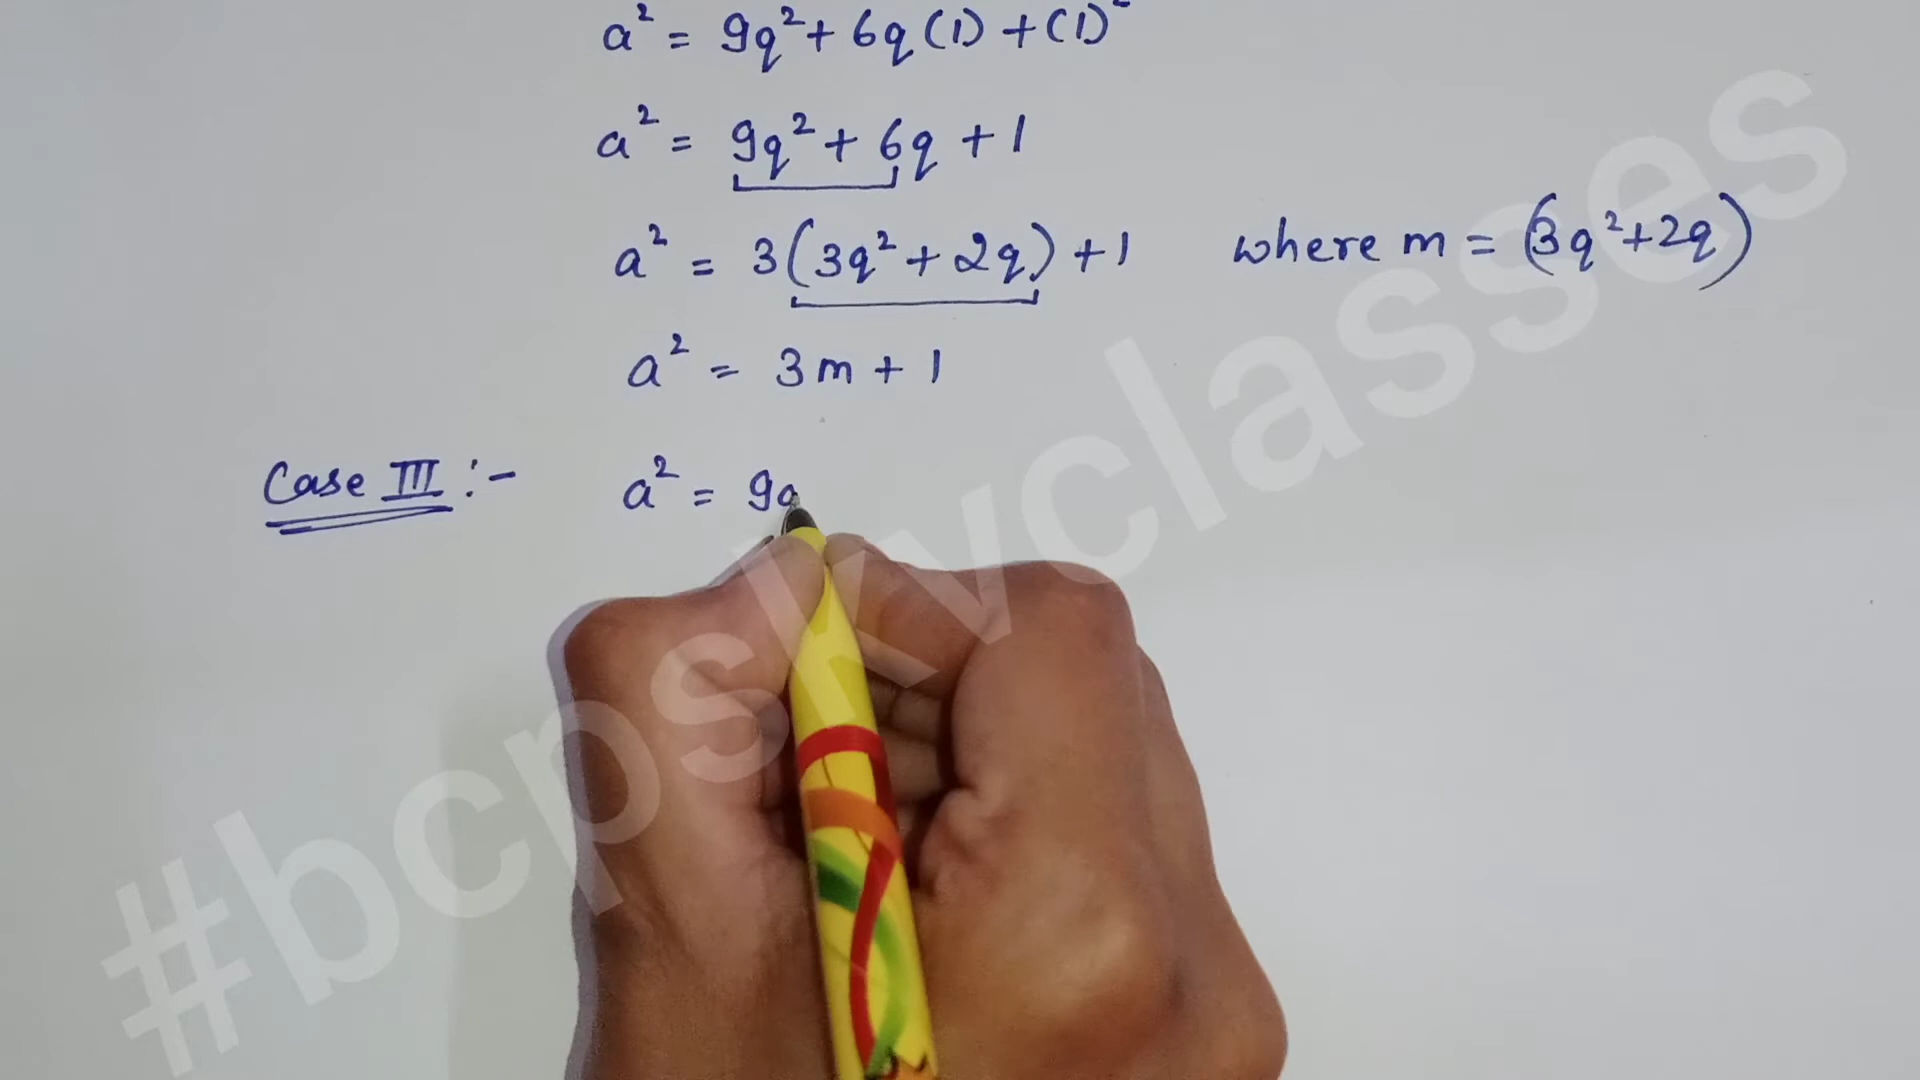 a² = 9q² + 6q (1) + (1)²
a² = 9q² + 6q + 1
a² = 3(3q² + 2q) + 1 where m = (3q²+2q)
a² = 3m + 1
Case III :- a² = 9q
#bcpskvclasses